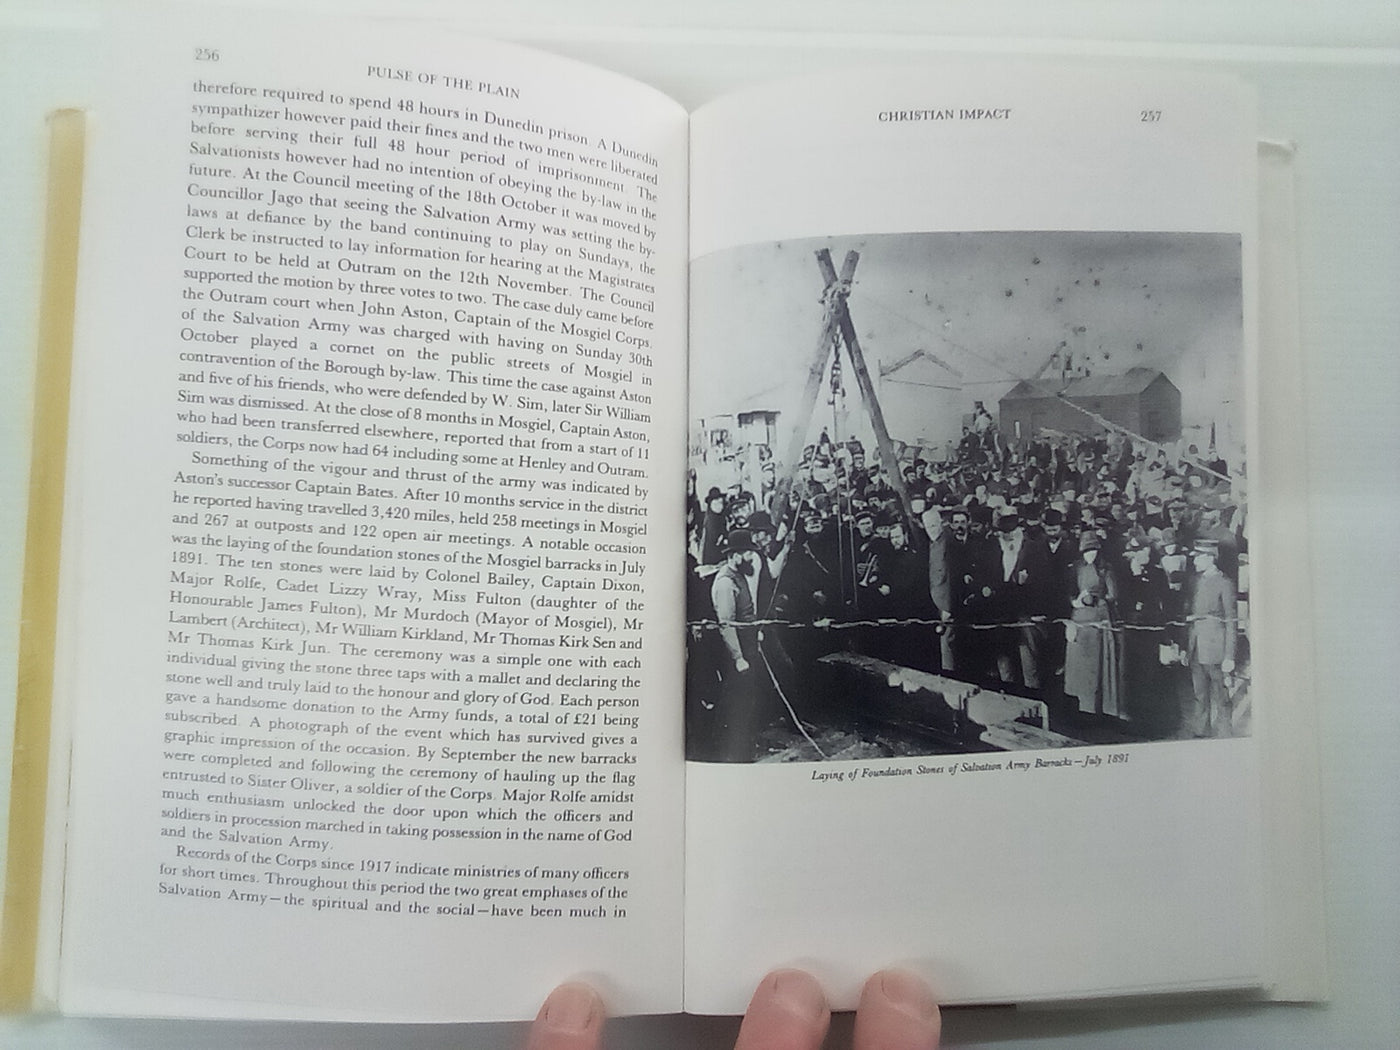 256
PULSE OF THE PLAIN
therefore required to spend 48 hours in Dunedin prison. A Dunedin
sympathizer however paid their fines and the two men were liberated
before serving their full 48 hour period of imprisonment. The
Salvationists however had no intention of obeying the by-law in the
future. At the Council meeting of the 18th October it was moved by
Councillor Jago that seeing the Salvation Army was setting the by-
laws at defiance by the band continuing to play on Sundays, the
Clerk be instructed to lay information for hearing at the Magistrates
Court to be held at Outram on the 12th November. The Council
supported the motion by three votes to two. The case duly came before
the Outram court when John Aston, Captain of the Mosgiel Corps.
of the Salvation Army was charged with having on Sunday 30th
October played a cornet on the public streets of Mosgiel in
contravention of the Borough by-law. This time the case against Aston
and five of his friends, who were defended by W. Sim, later Sir William
Sim was dismissed. At the close of 8 months in Mosgiel, Captain Aston,
who had been transferred elsewhere, reported that from a start of 11
soldiers, the Corps now had 64 including some at Henley and Outram.
Something of the vigour and thrust of the army was indicated by
Aston's successor Captain Bates. After 10 months service in the district
he reported having travelled 3,420 miles, held 258 meetings in Mosgiel
and 267 at outposts and 122 open air meetings. A notable occasion
was the laying of the foundation stones of the Mosgiel barracks in July
1891. The ten stones were laid by Colonel Bailey, Captain Dixon,
Major Rolfe, Cadet Lizzy Wray, Miss Fulton (daughter of the
Honourable James Fulton), Mr Murdoch (Mayor of Mosgiel), Mr
Lambert (Architect), Mr William Kirkland, Mr Thomas Kirk Sen and
Mr Thomas Kirk Jun. The ceremony was a simple one with each
individual giving the stone three taps with a mallet and declaring the
stone well and truly laid to the honour and glory of God. Each person
gave a handsome donation to the Army funds, a total of £21 being
subscribed. A photograph of the event which has survived gives a
graphic impression of the occasion. By September the new barracks
were completed and following the ceremony of hauling up the flag
entrusted to Sister Oliver, a soldier of the Corps. Major Rolfe amidst
much enthusiasm unlocked the door upon which the officers and
soldiers in procession marched in taking possession in the name of God
and the Salvation Army.
Records of the Corps since 1917 indicate ministries of many officers
for short times. Throughout this period the two great emphases of the
Salvation Army—the spiritual and the social—have been much in
CHRISTIAN IMPACT
257
Laying of Foundation Stones of Salvation Army Barracks—July 1891